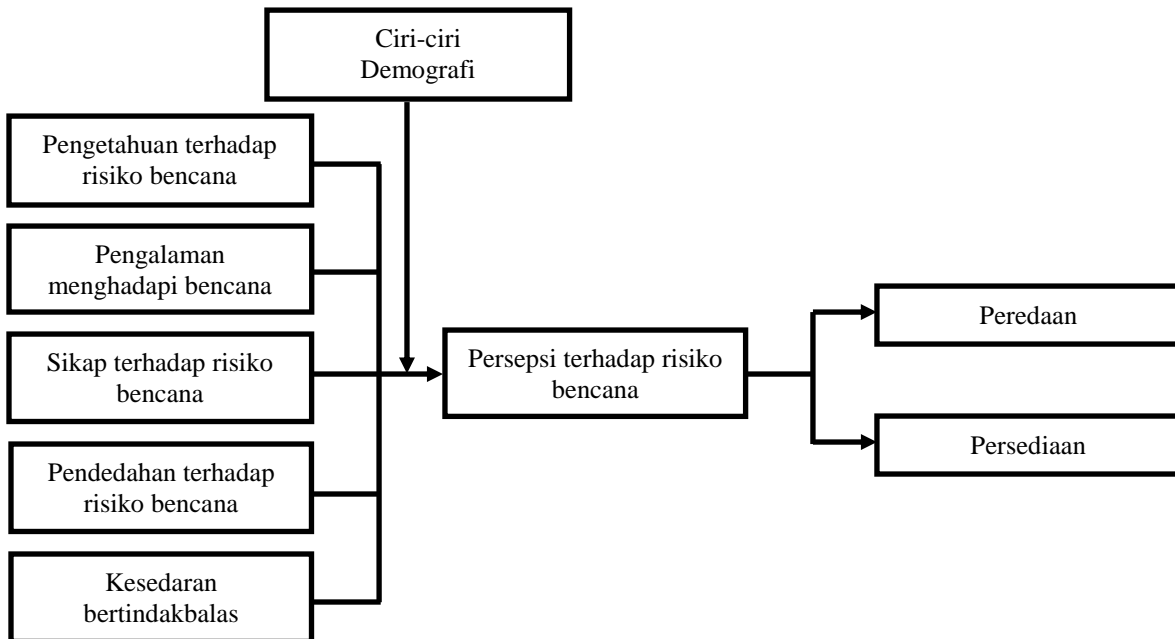 Ciri-ciri
Demografi
Pengetahuan terhadap
risiko bencana
Pengalaman
menghadapi bencana
Sikap terhadap risiko
bencana
Pendedahan terhadap
risiko bencana
Kesedaran
bertindakbalas
Persepsi terhadap risiko
bencana
Peredaan
Persediaan